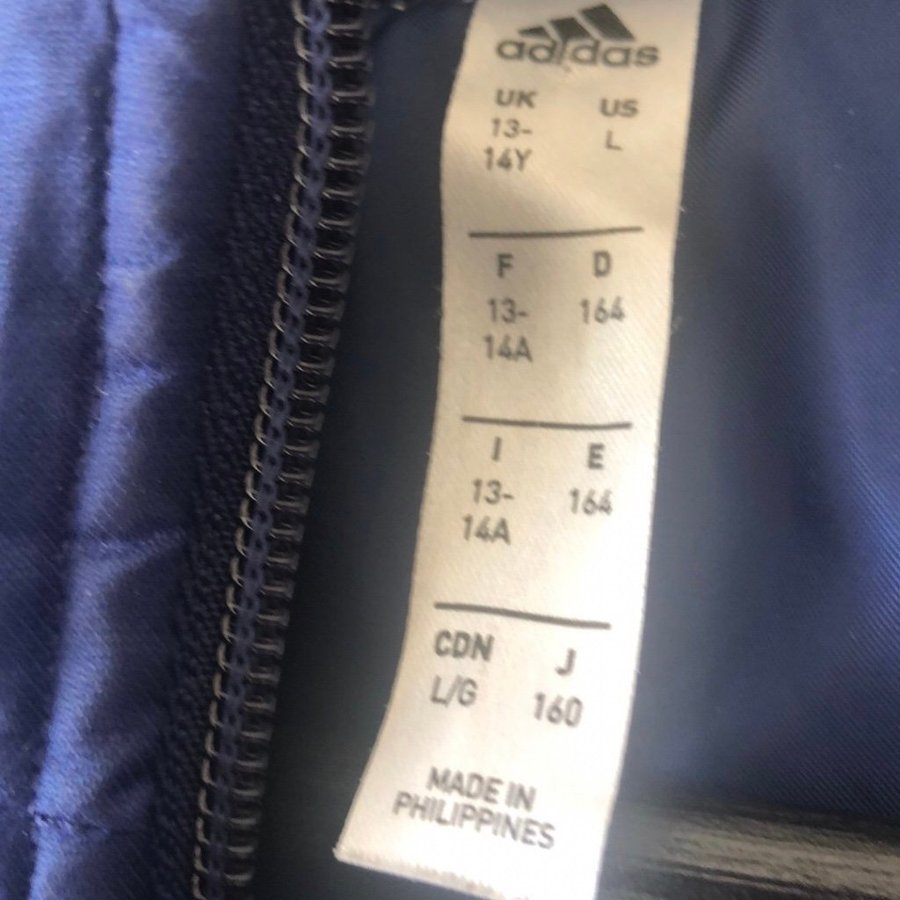 adidas
UK US
13- L
14Y
F D
13- 164
14A
I E
13- 164
14A
CDN J
L/G 160
MADE IN
PHILIPPINES